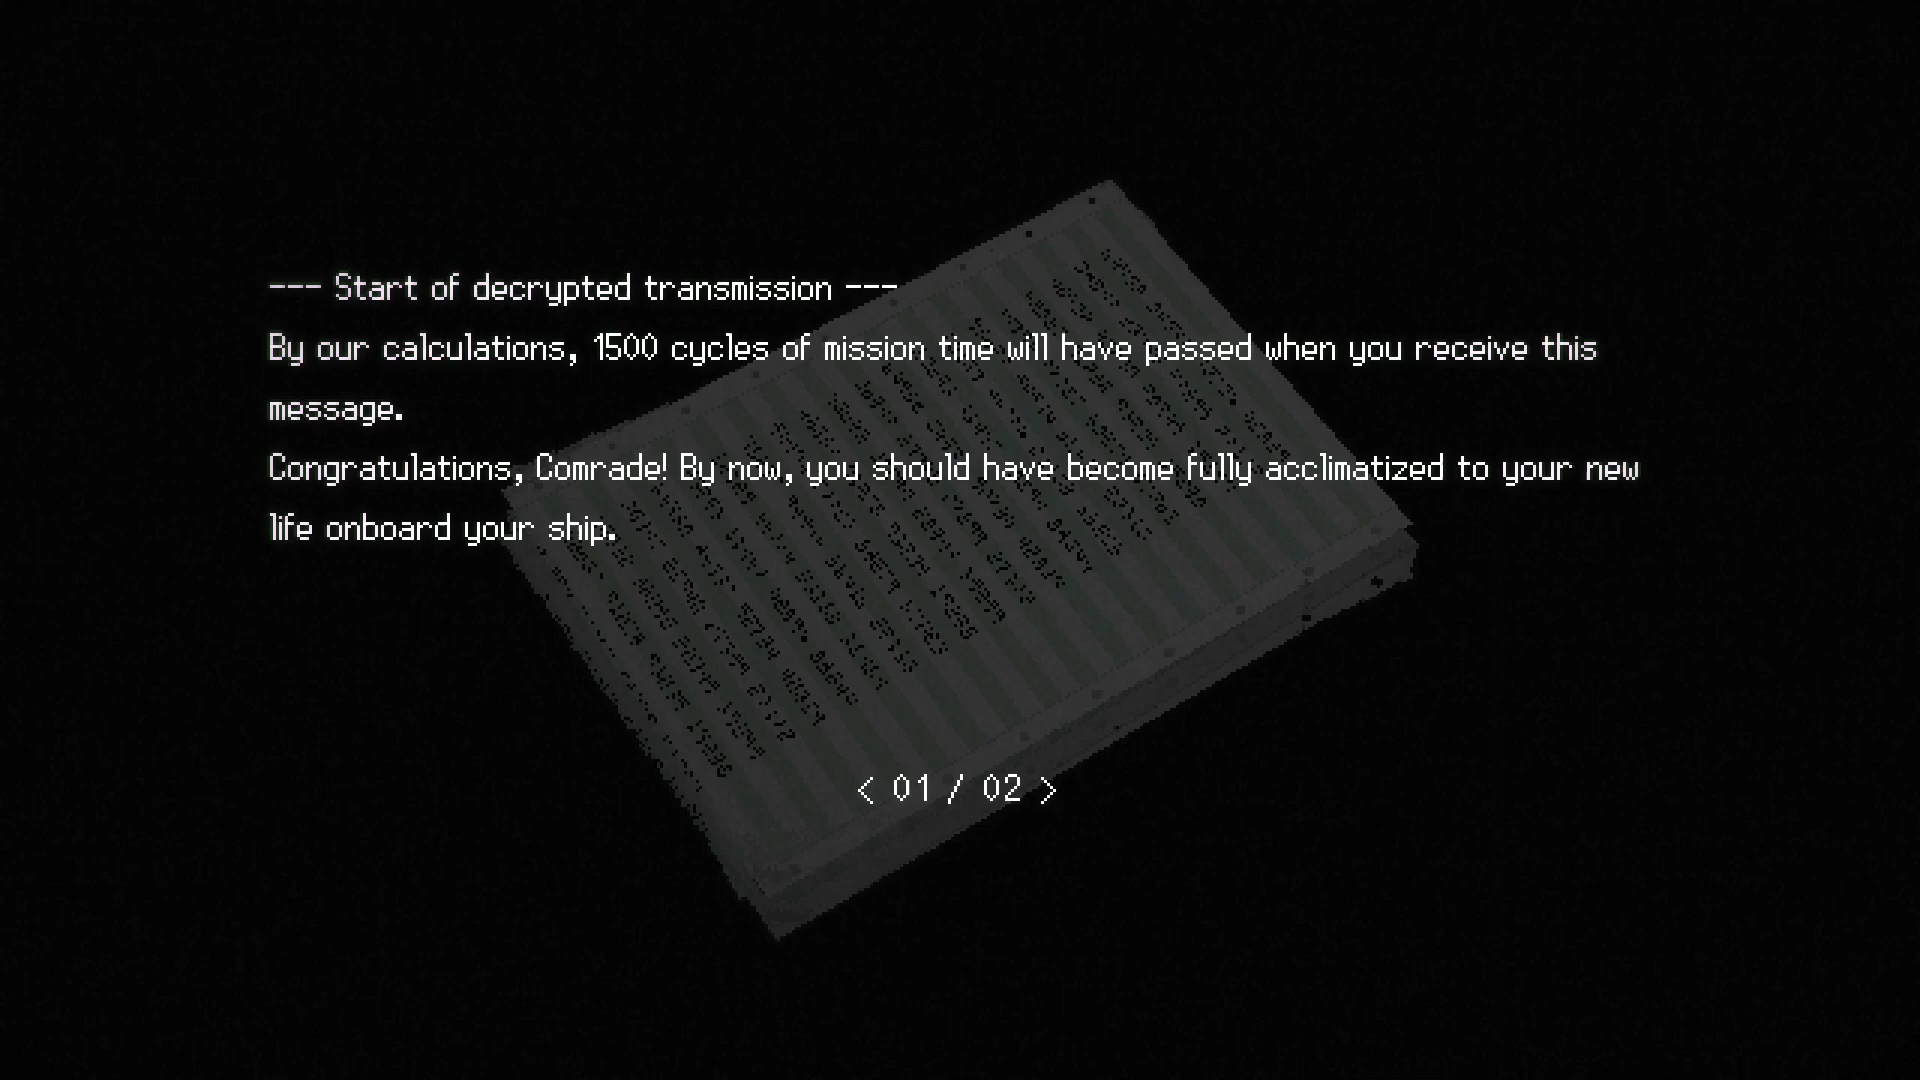 --- Start of decrypted transmission ---
By our calculations, 1500 cycles of mission time will have passed when you receive this
message.
Congratulations, Comrade! By now, you should have become fully acclimatized to your new
life onboard your ship.
< 01 / 02 >